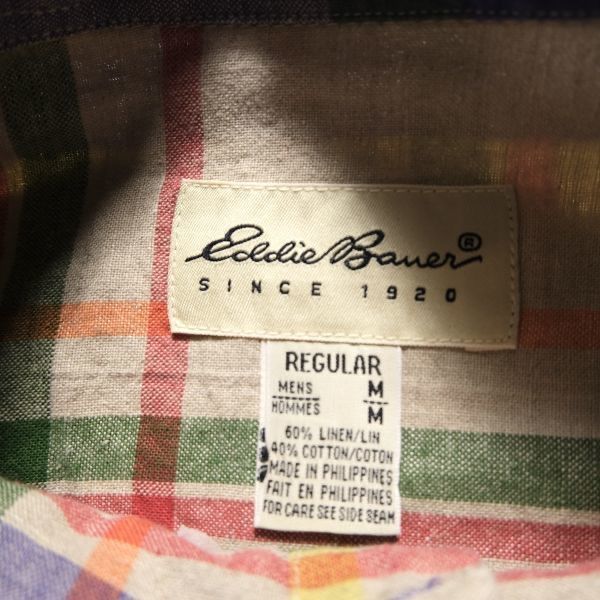 Eddie Bauer®
SINCE 1920
REGULAR
MENS M
HOMMES M
60% LINEN/LIN
40% COTTON/COTON
MADE IN PHILIPPINES
FAIT EN PHILIPPINES
FOR CARE SEE SIDE SEAM